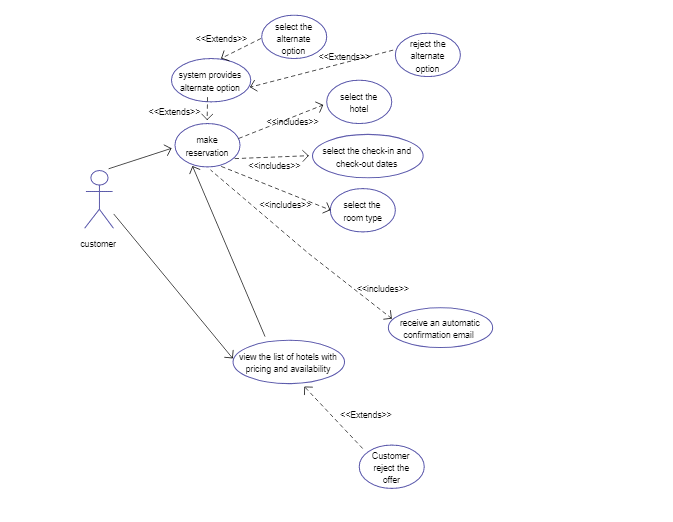 select the
alternate
option
<<Extends>>
reject the
alternate
option
<<Extends>>
system provides
alternate option
select the
hotel
<<Extends>>
<<includes>>
make
reservation
select the check-in and
check-out dates
<<includes>>
<<includes>>
select the
room type
customer
<<includes>>
receive an automatic
confirmation email
view the list of hotels with
pricing and availability
<<Extends>>
Customer
reject the
offer